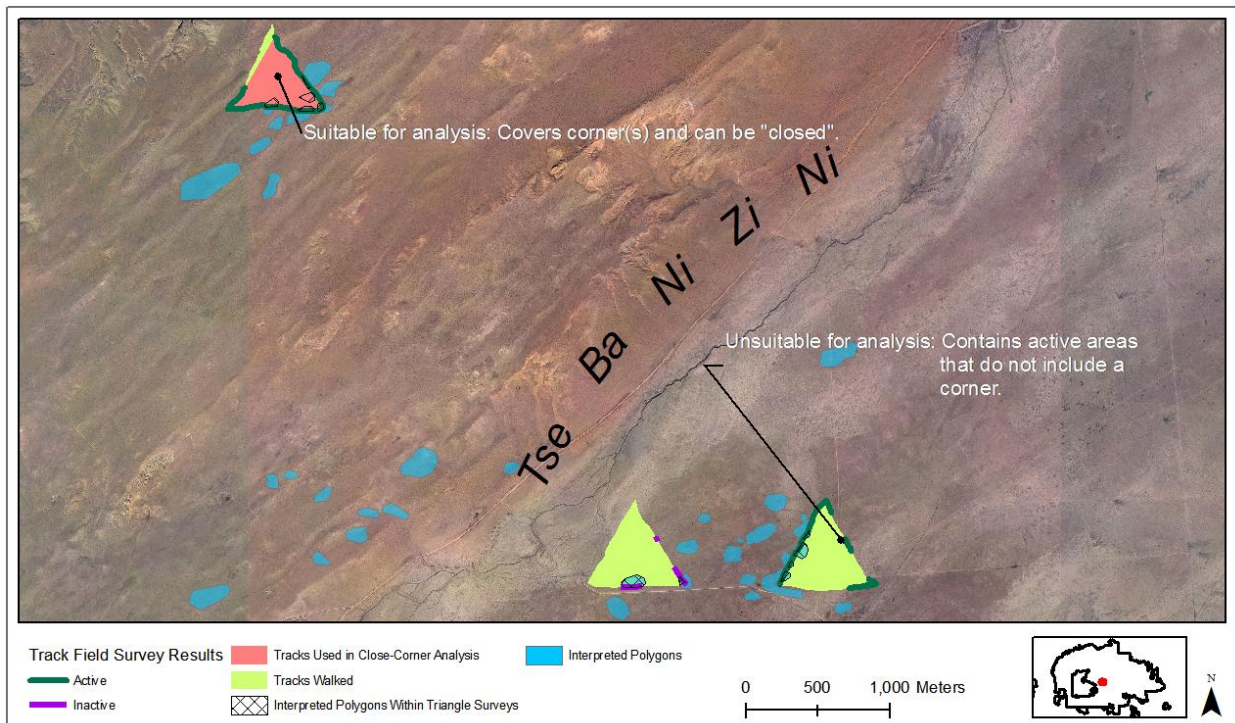 Suitable for analysis: Covers corner(s) and can be "closed".
Tse Ba Ni Zi Ni
Unsuitable for analysis: Contains active areas
that do not include a
corner.
Track Field Survey Results
Active
Inactive
Tracks Used in Close-Corner Analysis
Tracks Walked
Interpreted Polygons Within Triangle Surveys
Interpreted Polygons
0 500 1,000 Meters
N